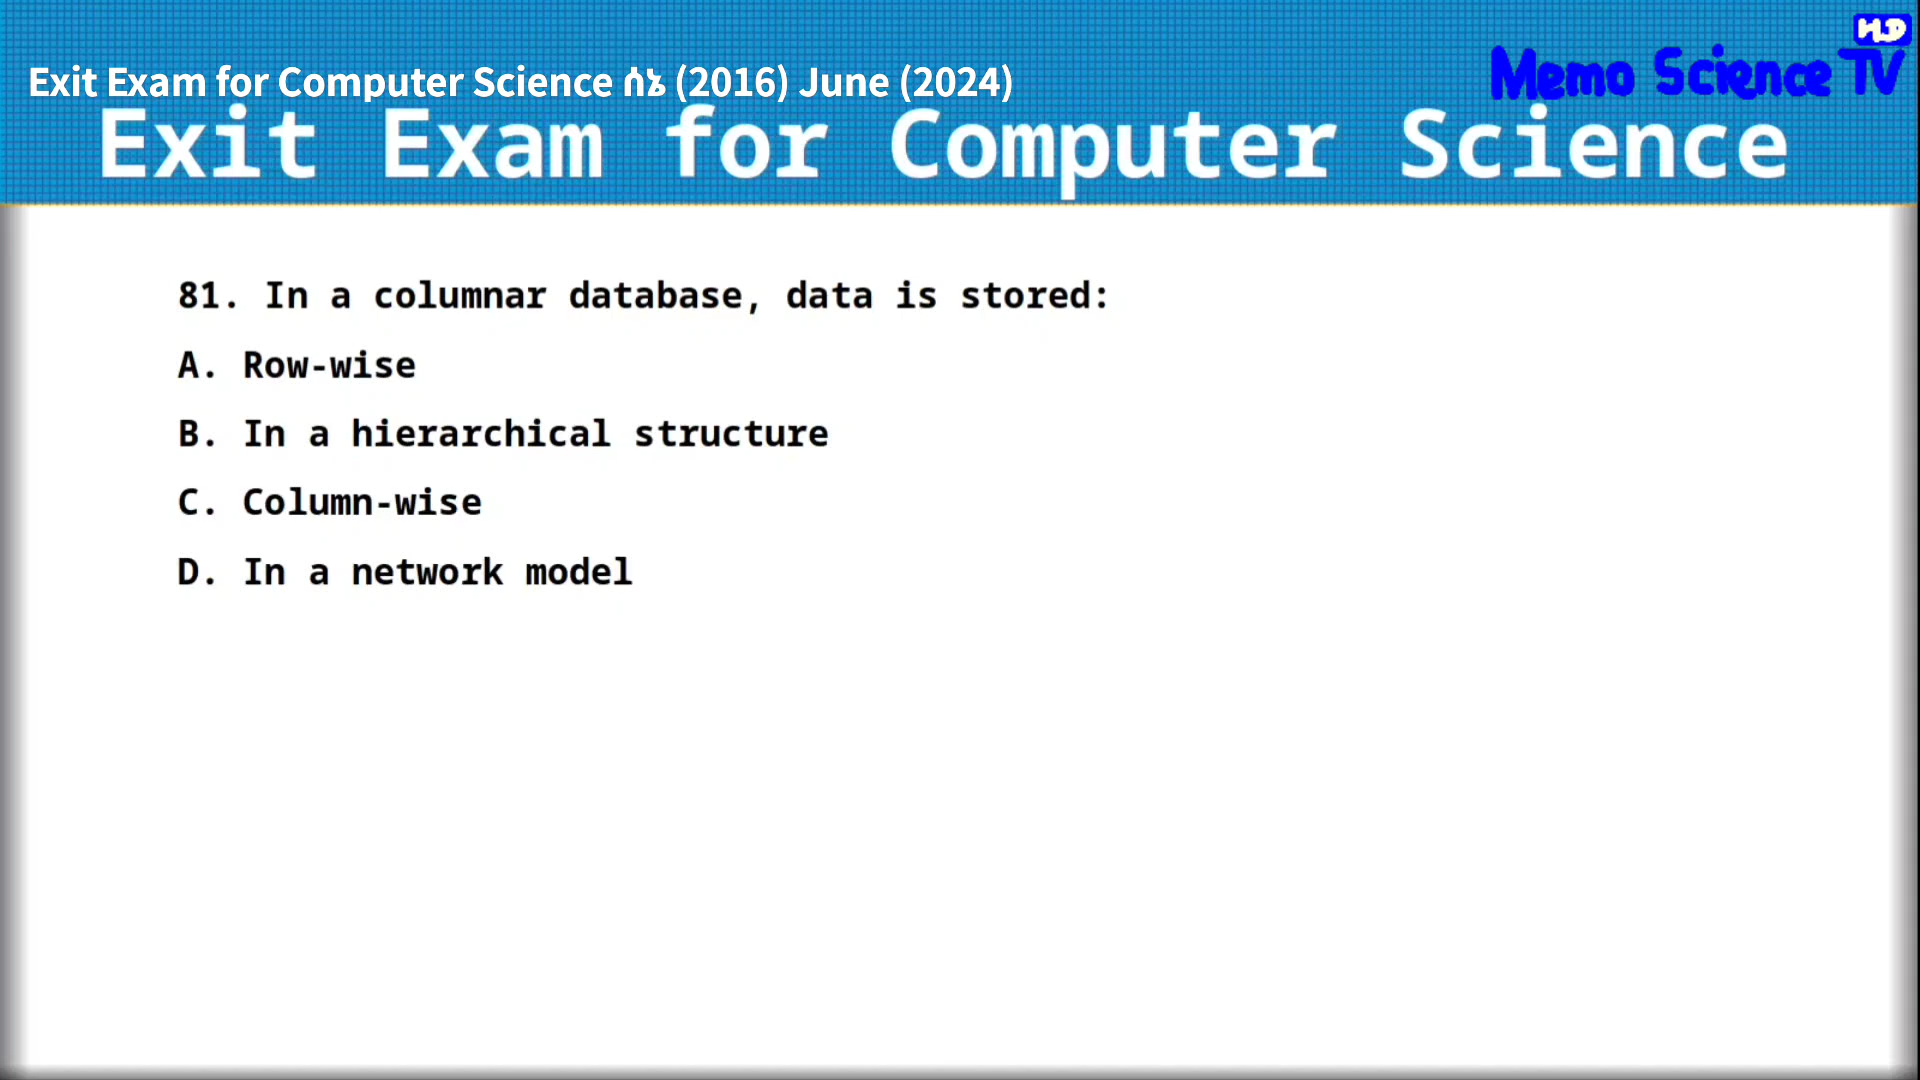 HD
Memo Science TV
Exit Exam for Computer Science ሰኔ (2016) June (2024)
Exit Exam for Computer Science
81. In a columnar database, data is stored:
A. Row-wise
B. In a hierarchical structure
C. Column-wise
D. In a network model